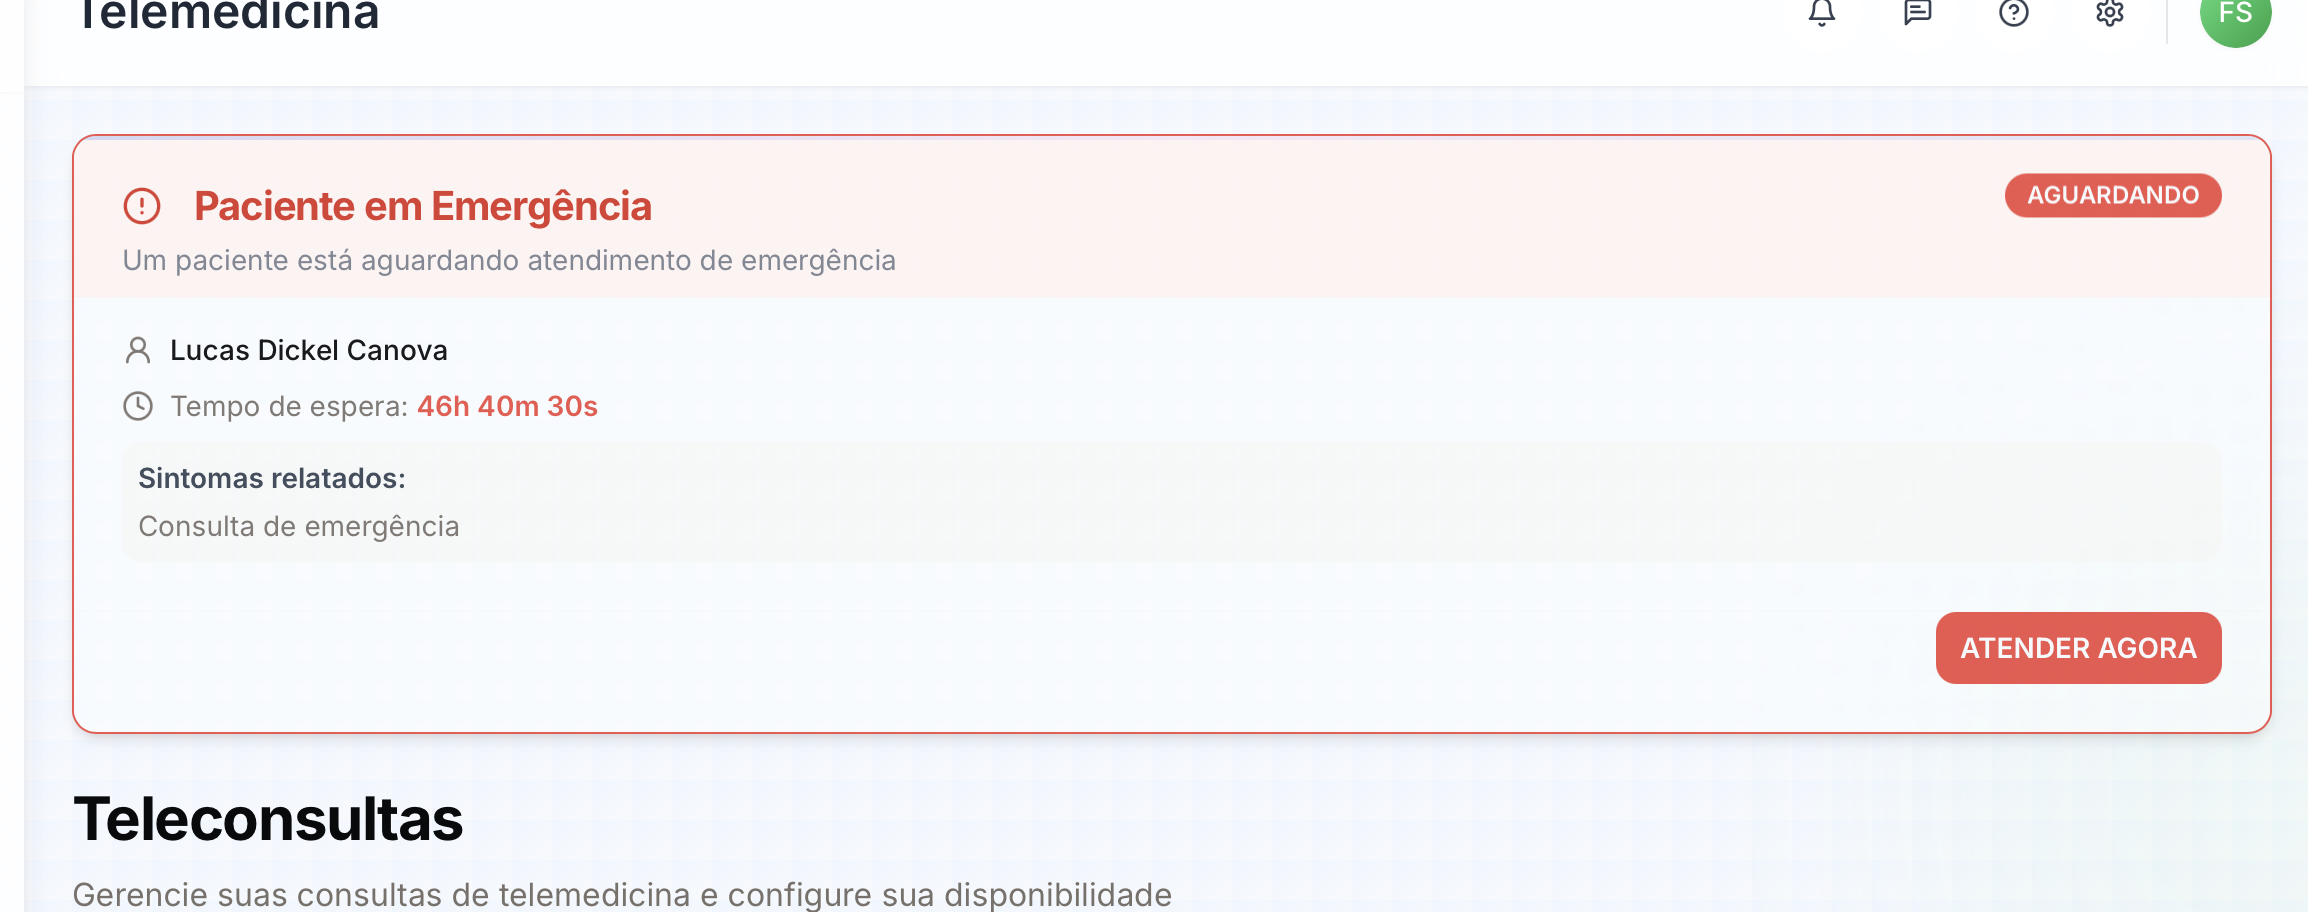 Telemedicina
FS
Paciente em Emergência
AGUARDANDO
Um paciente está aguardando atendimento de emergência
Lucas Dickel Canova
Tempo de espera: 46h 40m 30s
Sintomas relatados:
Consulta de emergência
ATENDER AGORA
Teleconsultas
Gerencie suas consultas de telemedicina e configure sua disponibilidade